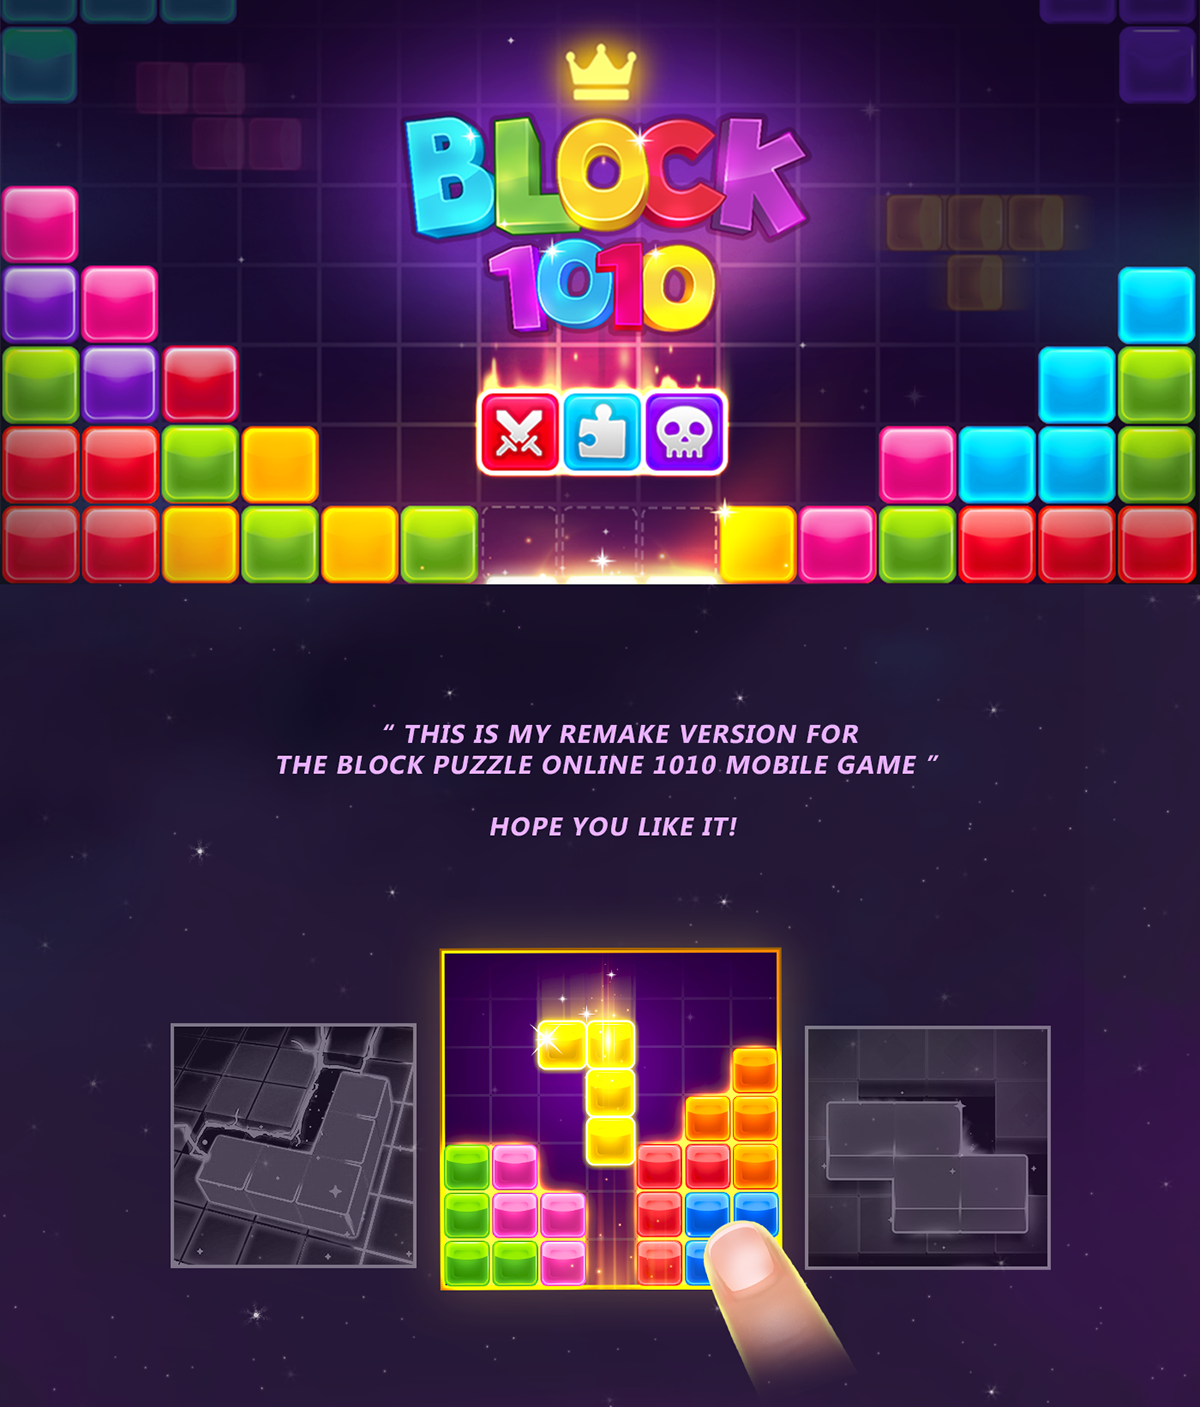 BLOCK
1010
“ THIS IS MY REMAKE VERSION FOR
THE BLOCK PUZZLE ONLINE 1010 MOBILE GAME ”
HOPE YOU LIKE IT!